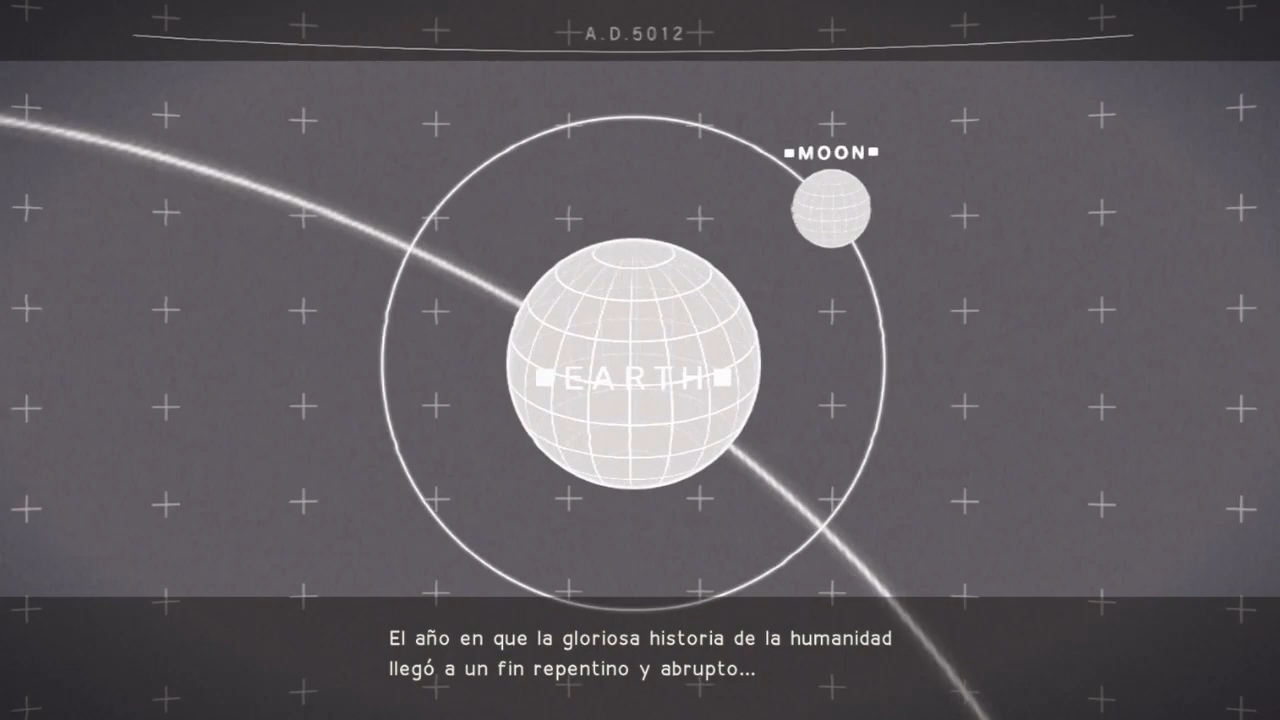 A.D.5012
MOON
EARTH
El año en que la gloriosa historia de la humanidad
llegó a un fin repentino y abrupto...